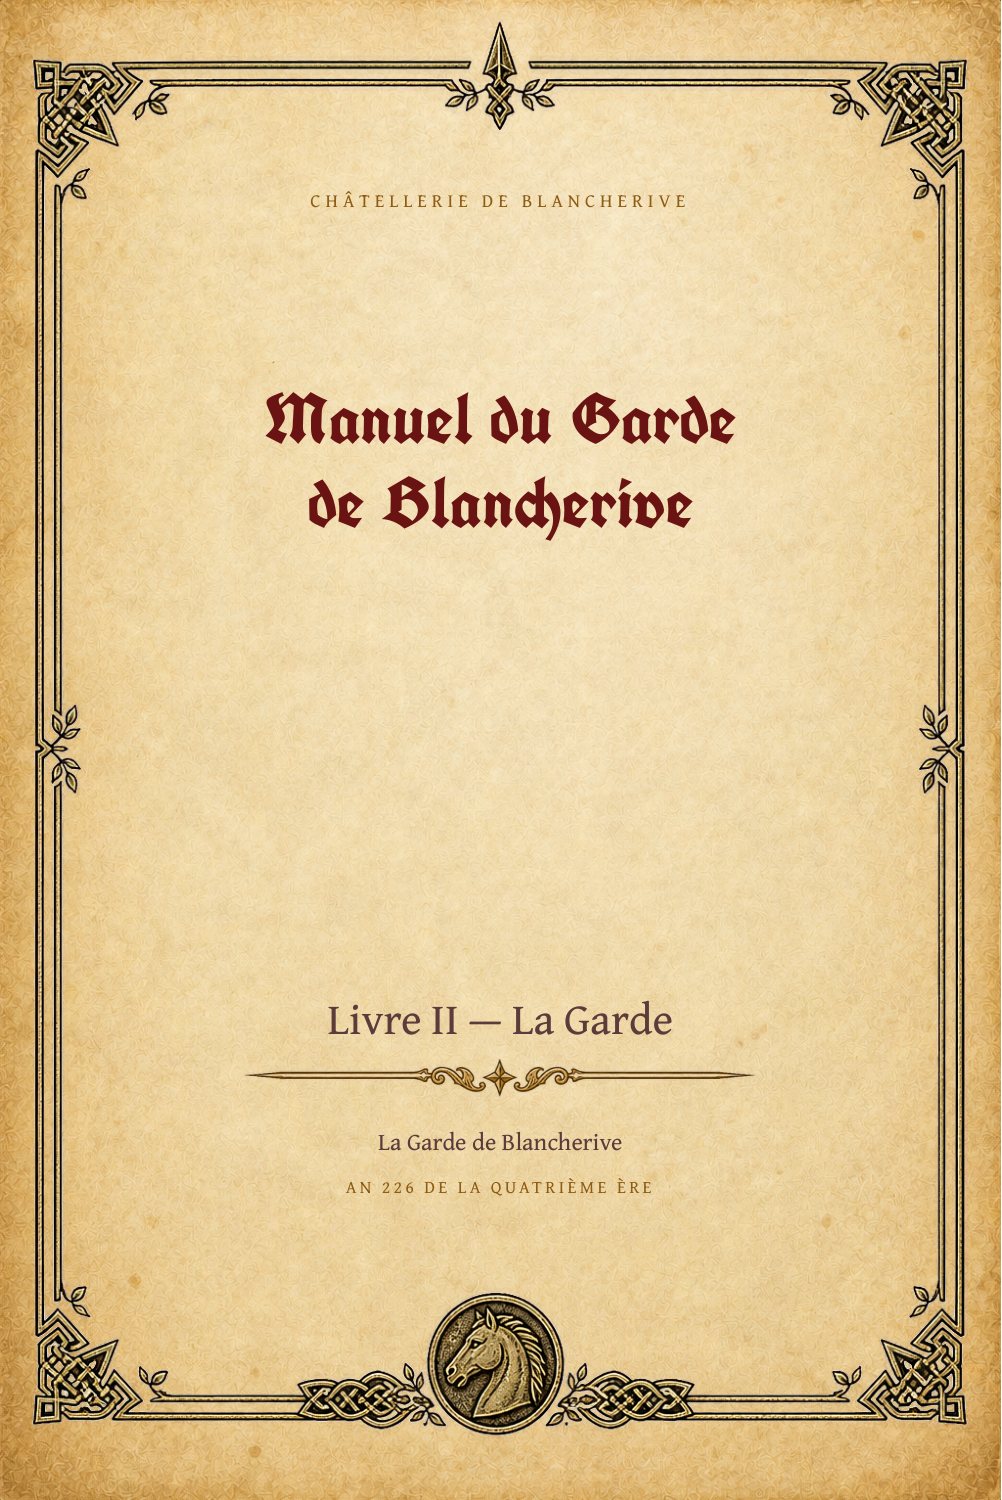 CHÂTELLERIE DE BLANCHERIVE
Manuel du Garde
de Blancherive
Livre II — La Garde
La Garde de Blancherive
AN 226 DE LA QUATRIÈME ÈRE